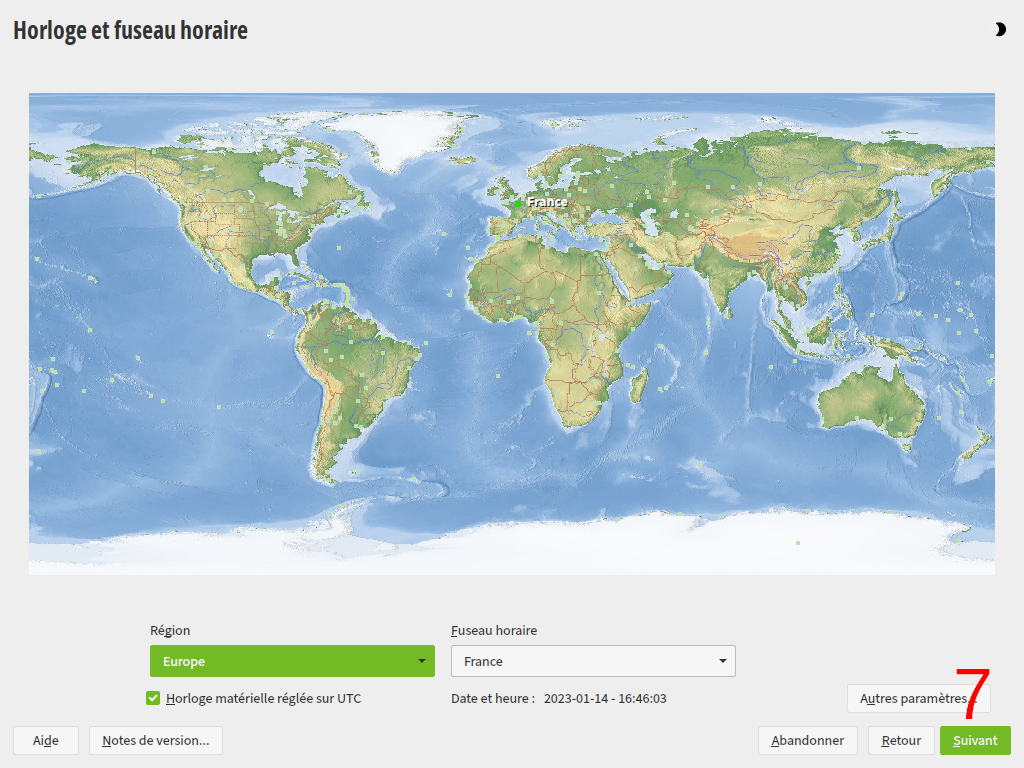 Horloge et fuseau horaire
France
Région
Fuseau horaire
Europe
France
Horloge matérielle réglée sur UTC
Date et heure : 2023-01-14 - 16:46:03
Autres paramètres...
7
Aide
Notes de version...
Abandonner
Retour
Suivant